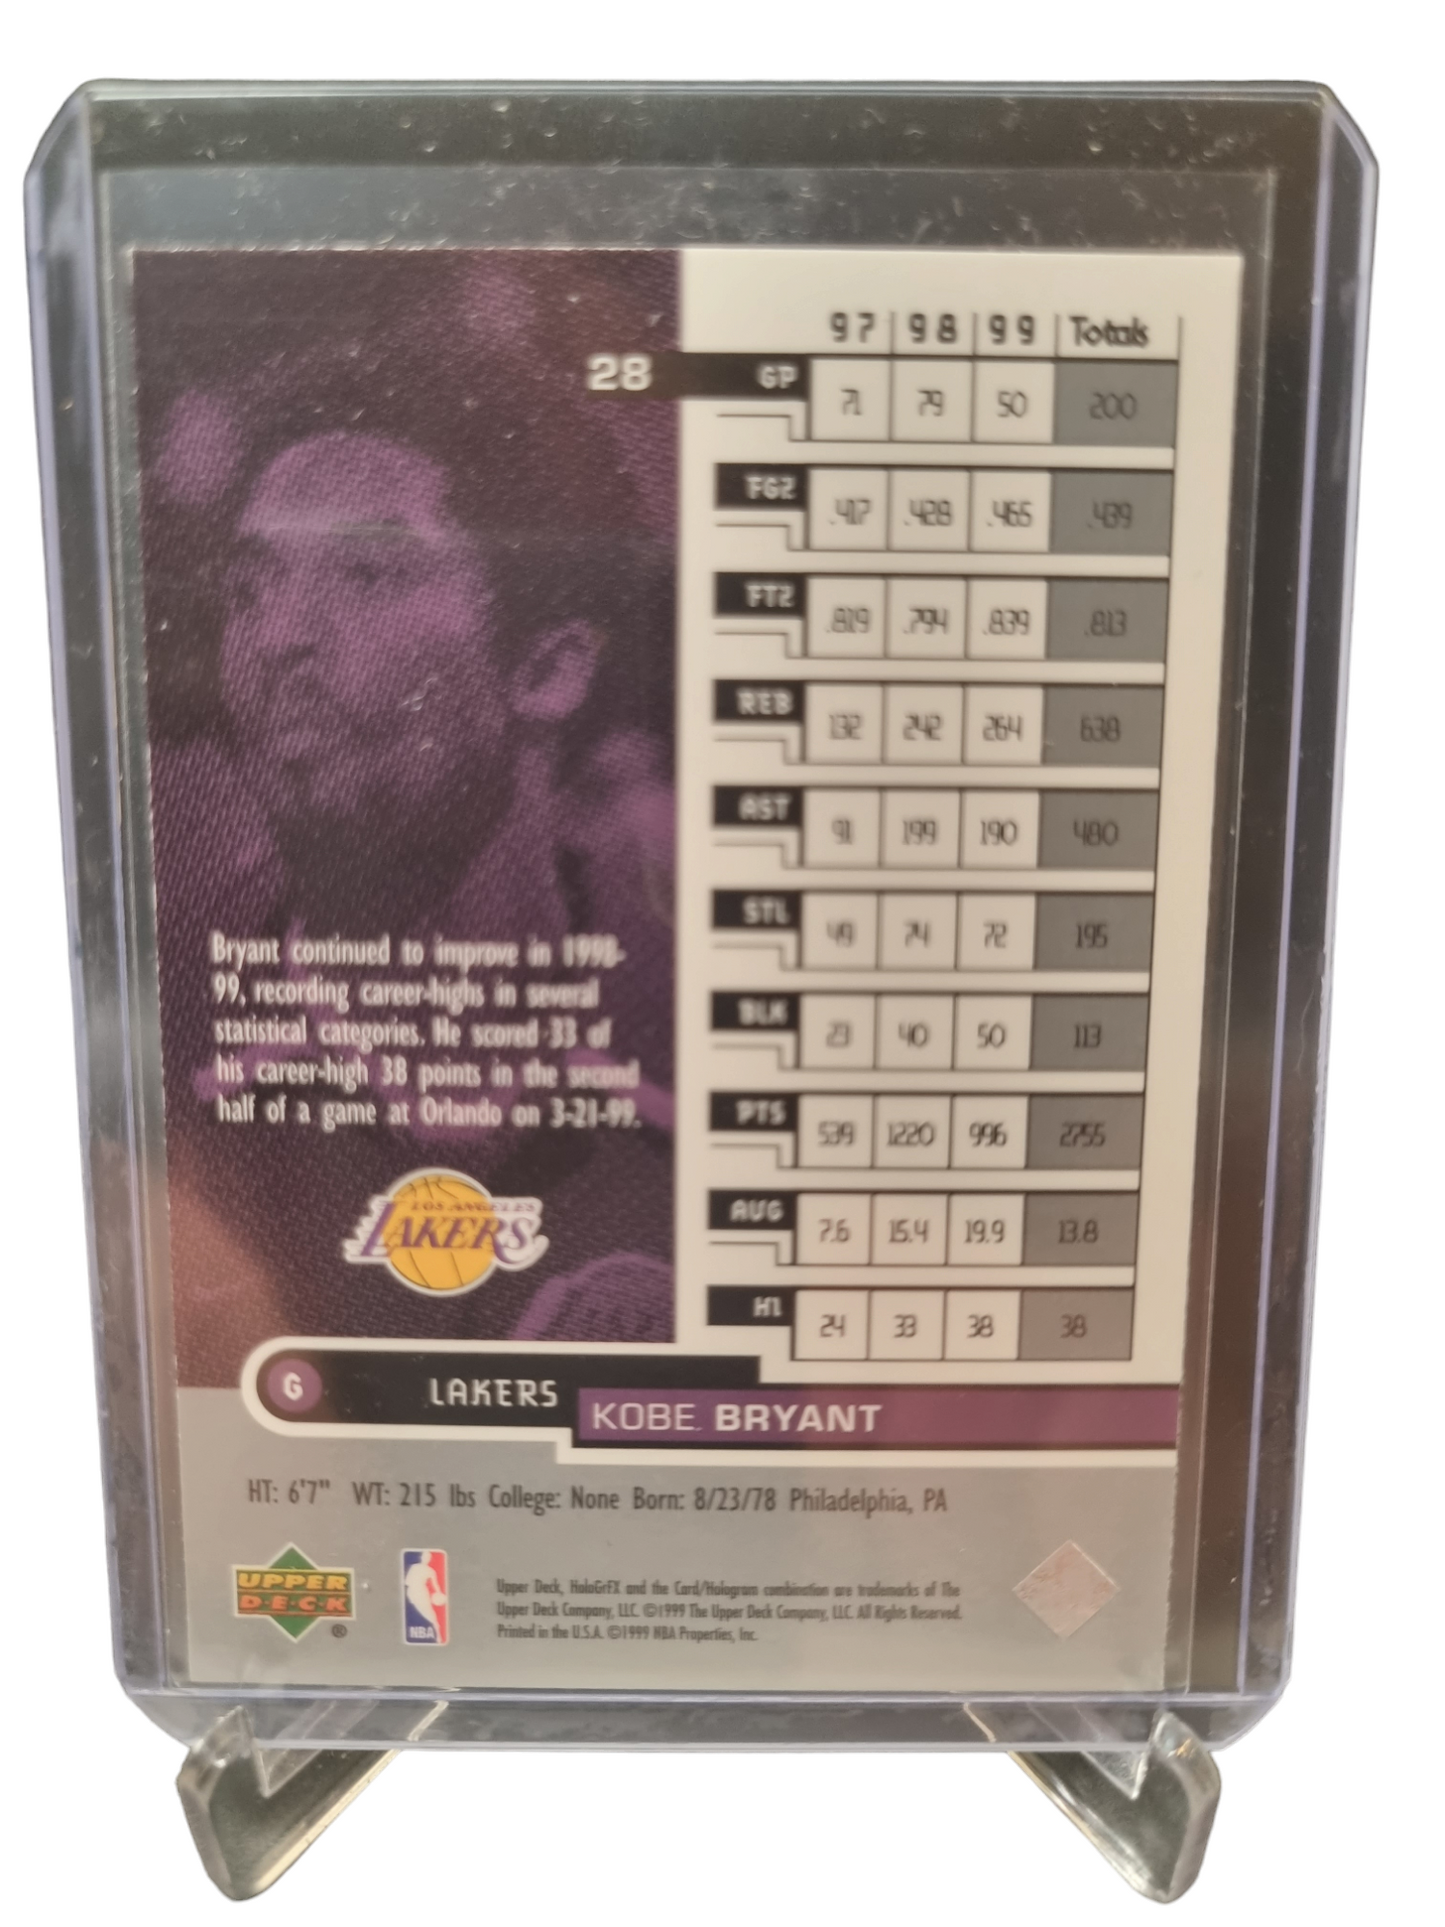 97 98 99 Totals
28 GP 71 79 50 200
FG% .417 .428 .465 .439
FT% .819 .794 .839 .813
REB 132 242 264 638
AST 91 199 190 480
STL 49 74 72 195
BLK 23 40 50 113
PTS 539 1220 996 2755
AVG 7.6 15.4 19.9 13.8
HI 24 33 38 38
Bryant continued to improve in 1998-
99, recording career-highs in several
statistical categories. He scored 33 of
his career-high 38 points in the second
half of a game at Orlando on 3-21-99.
LOS ANGELES
LAKERS
G LAKERS
KOBE BRYANT
HT: 6'7" WT: 215 lbs College: None Born: 8/23/78 Philadelphia, PA
UPPER
D·E·C·K ®
NBA
Upper Deck, HoloGrFX and the Card/Hologram combination are trademarks of The
Upper Deck Company, LLC. ©1999 The Upper Deck Company, LLC. All Rights Reserved.
Printed in the U.S.A. ©1999 NBA Properties, Inc.